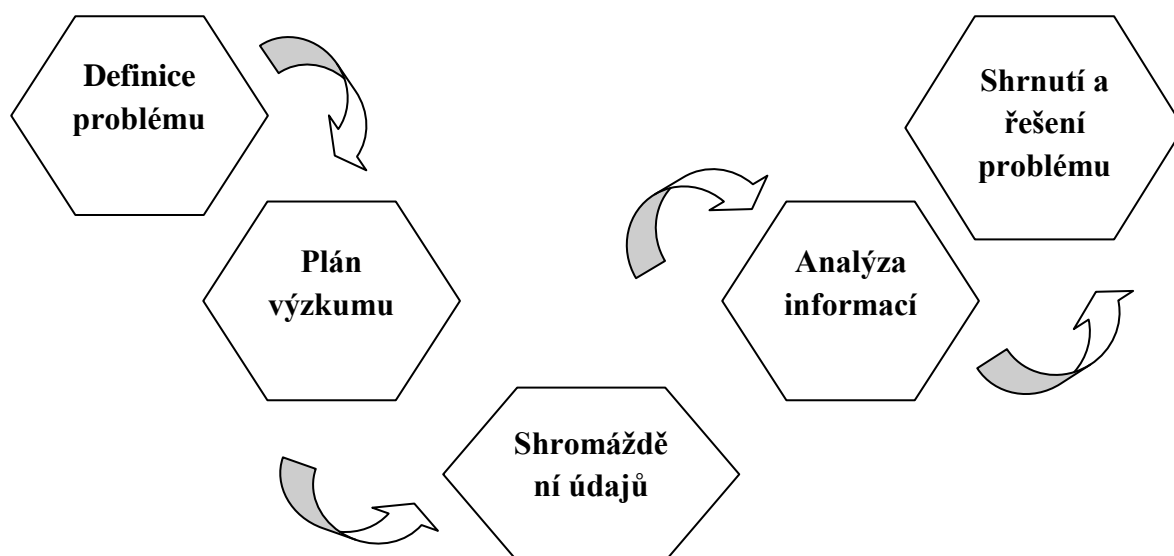 Definice
problému
Plán
výzkumu
Shromáždě
ní údajů
Analýza
informací
Shrnutí a
řešení
problému